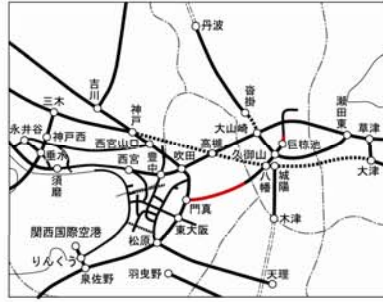 丹波
吉川
三木
神戸
沓掛
大山崎
瀬田東
草津
永井谷
神戸西
西宮山口
豊中
吹田
高槻
久御山
巨椋池
垂水
西宮
八幡
城陽
大津
須磨
門真
木津
関西国際空港
松原
東大阪
りんくう
羽曳野
天理
泉佐野